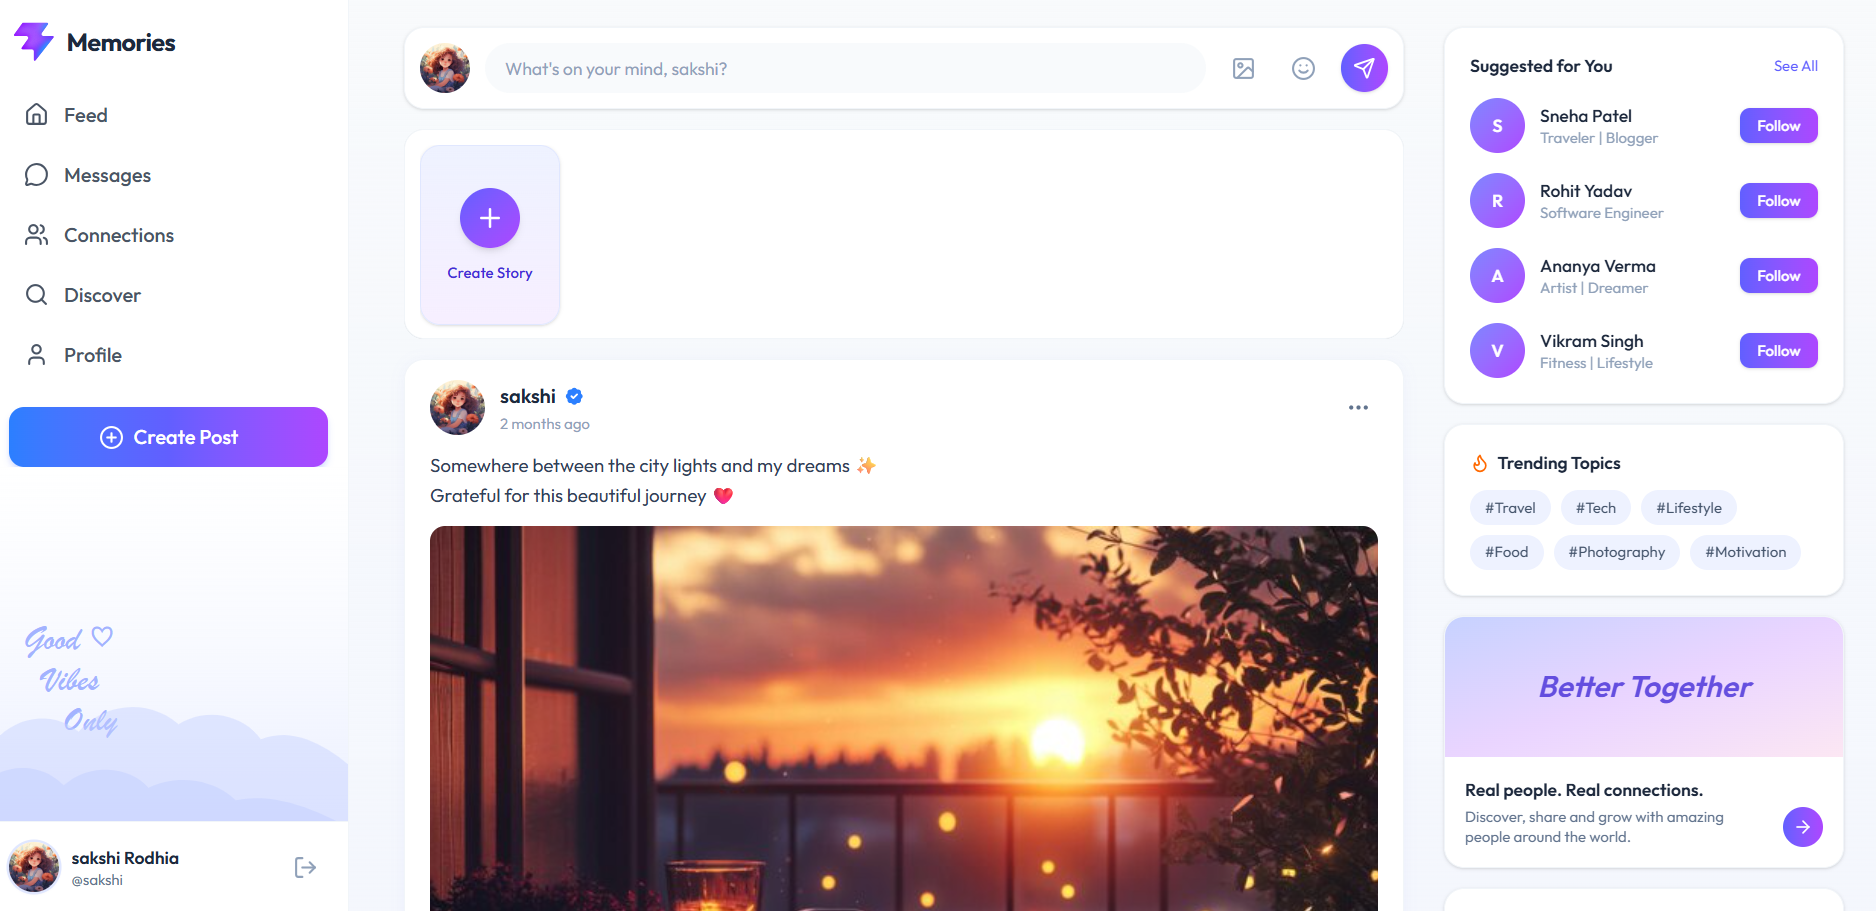 Memories
Feed
Messages
Connections
Discover
Profile
Create Post
Good
Vibes
Only
sakshi Rodhia
@sakshi
What's on your mind, sakshi?
Create Story
sakshi
2 months ago
Somewhere between the city lights and my dreams ✨
Grateful for this beautiful journey ❤️
Suggested for You
See All
S
Sneha Patel
Traveler | Blogger
Follow
R
Rohit Yadav
Software Engineer
Follow
A
Ananya Verma
Artist | Dreamer
Follow
V
Vikram Singh
Fitness | Lifestyle
Follow
Trending Topics
#Travel #Tech #Lifestyle
#Food #Photography #Motivation
Better Together
Real people. Real connections.
Discover, share and grow with amazing
people around the world.